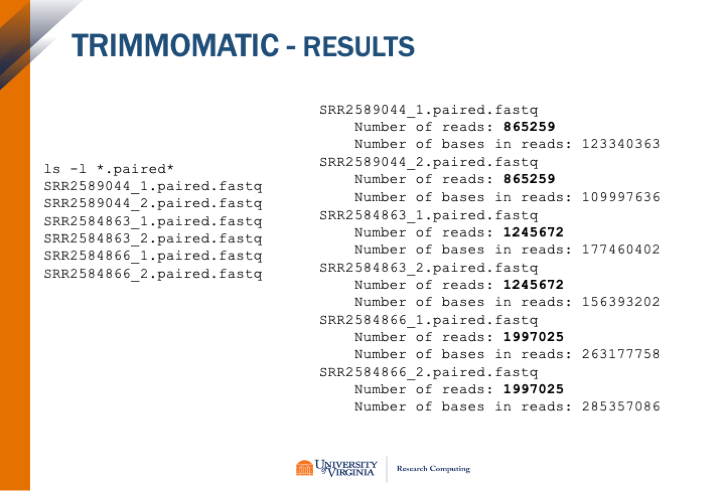 TRIMMOMATIC - RESULTS
ls -l *.paired*
SRR2589044_1.paired.fastq
SRR2589044_2.paired.fastq
SRR2584863_1.paired.fastq
SRR2584863_2.paired.fastq
SRR2584866_1.paired.fastq
SRR2584866_2.paired.fastq
SRR2589044_1.paired.fastq
Number of reads: 865259
Number of bases in reads: 123340363
SRR2589044_2.paired.fastq
Number of reads: 865259
Number of bases in reads: 109997636
SRR2584863_1.paired.fastq
Number of reads: 1245672
Number of bases in reads: 177460402
SRR2584863_2.paired.fastq
Number of reads: 1245672
Number of bases in reads: 156393202
SRR2584866_1.paired.fastq
Number of reads: 1997025
Number of bases in reads: 263177758
SRR2584866_2.paired.fastq
Number of reads: 1997025
Number of bases in reads: 285357086
UNIVERSITY
of VIRGINIA
Research Computing